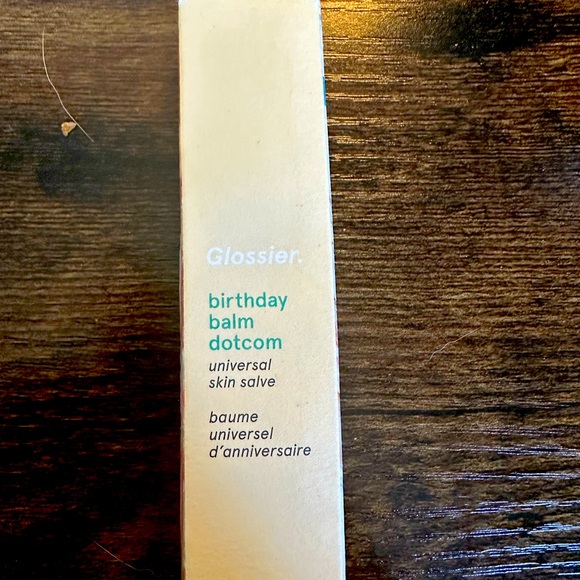 Glossier.
birthday
balm
dotcom
universal
skin salve
baume
universel
d'anniversaire